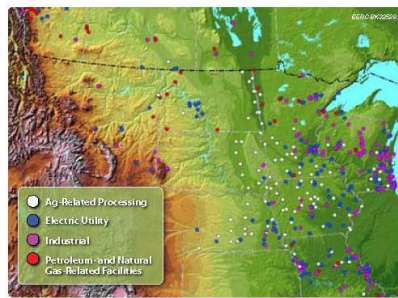 Ag-Related Processing
Electric Utility
Industrial
Petroleum- and Natural
Gas-Related Facilities